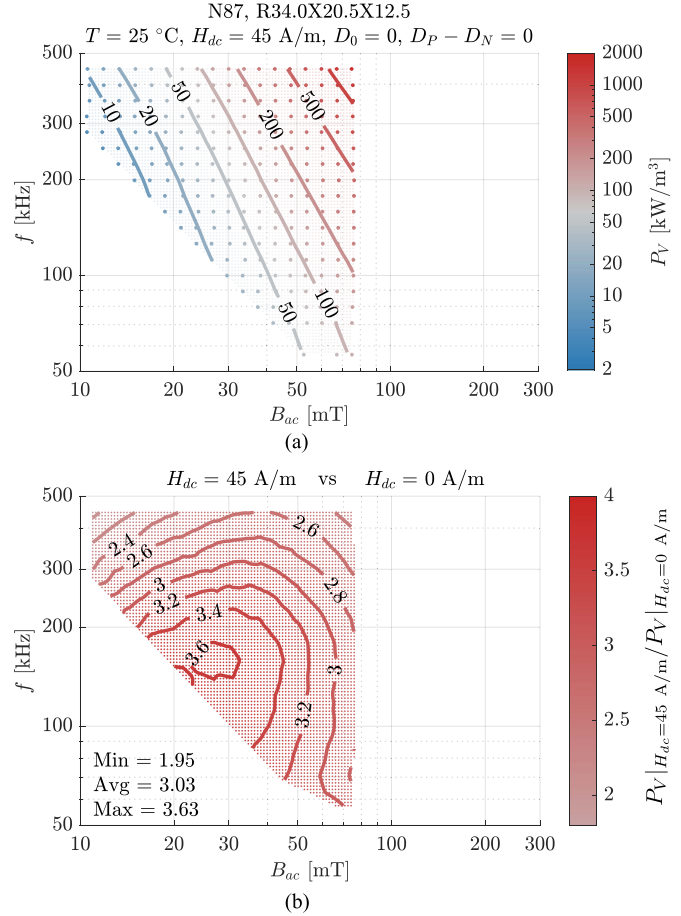 N87, R34.0X20.5X12.5
T = 25 °C, H_dc = 45 A/m, D_0 = 0, D_P − D_N = 0
500
300
200
100
50
f [kHz]
10
20
50
200
500
50
100
10 20 30 50 100 200 300
B_ac [mT]
2000
1000
500
200
100
50
20
10
5
2
P_V [kW/m³]
(a)
H_dc = 45 A/m vs H_dc = 0 A/m
500
300
200
100
50
f [kHz]
2.4
2.6
2.6
2.8
3
3.2
3.4
3.6
3
3.2
Min = 1.95
Avg = 3.03
Max = 3.63
10 20 30 50 100 200 300
B_ac [mT]
4
3.5
3
2.5
2
P_V|H_dc=45 A/m/P_V|H_dc=0 A/m
(b)